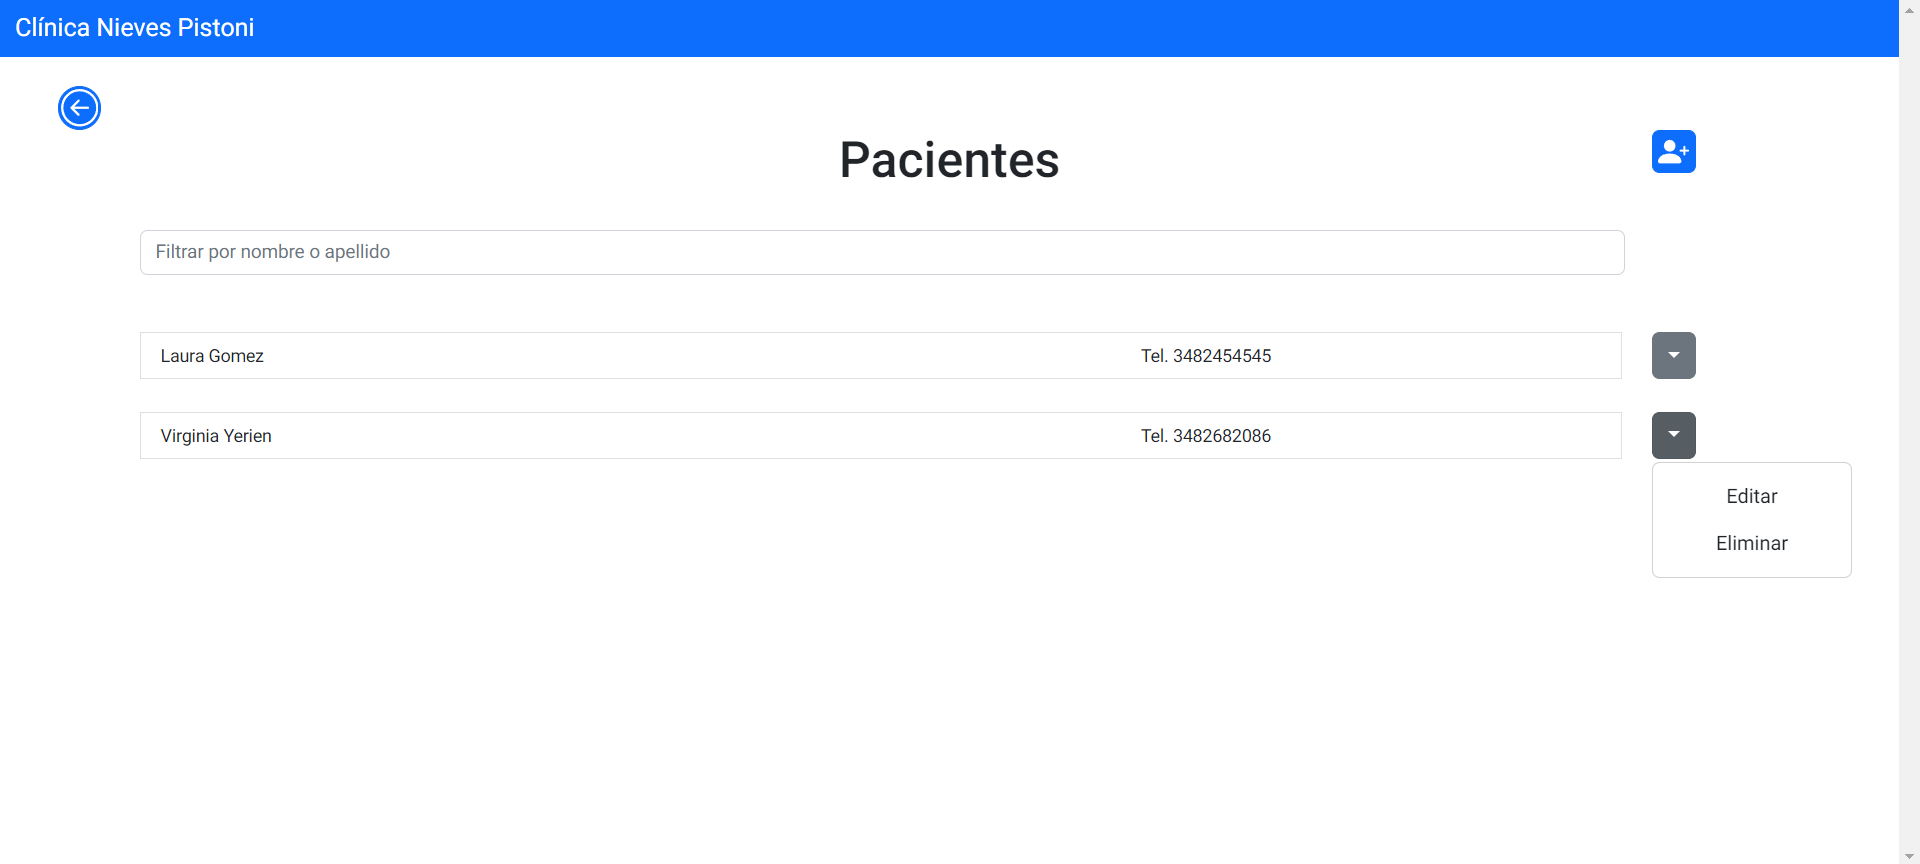 Clínica Nieves Pistoni
Pacientes
Filtrar por nombre o apellido
Laura Gomez Tel. 3482454545
Virginia Yerien Tel. 3482682086
Editar
Eliminar